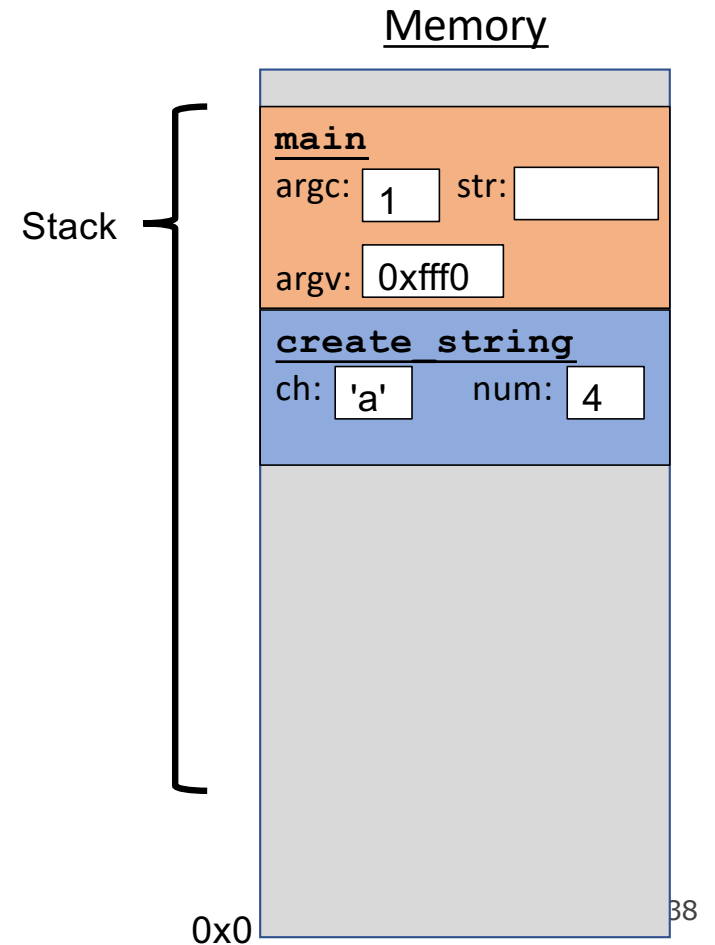 Memory
main
argc: 1 str:
Stack
argv: 0xfff0
create_string
ch: 'a' num: 4
38
0x0